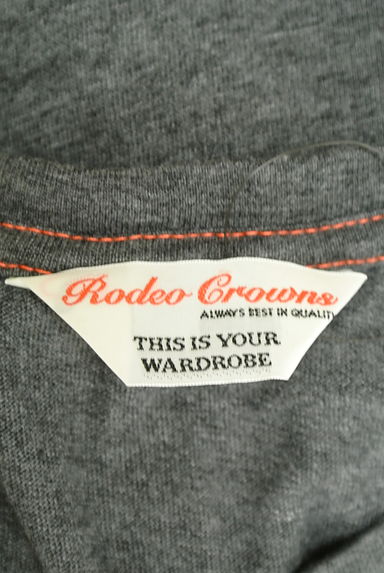 Rodeo Crowns
ALWAYS BEST IN QUALITY
THIS IS YOUR
WARDROBE